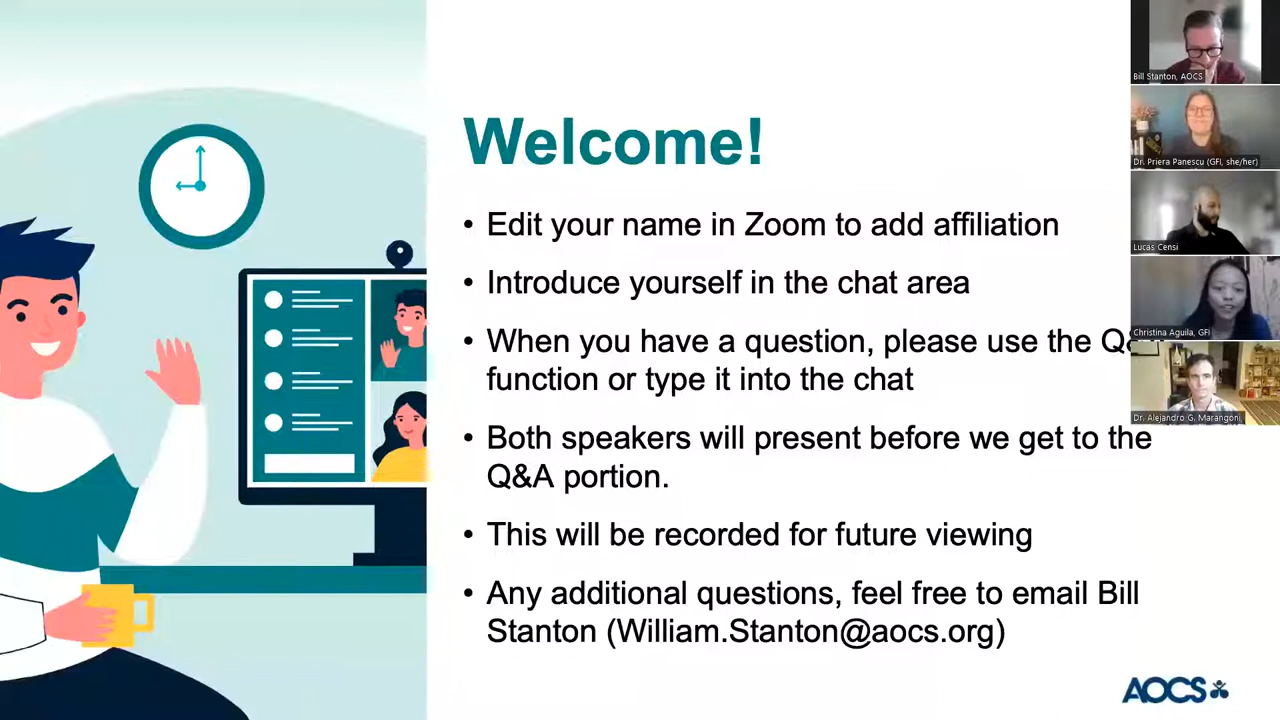 Welcome!
• Edit your name in Zoom to add affiliation
• Introduce yourself in the chat area
• When you have a question, please use the
function or type it into the chat
• Both speakers will present before we get to the
Q&A portion.
• This will be recorded for future viewing
• Any additional questions, feel free to email Bill
Stanton (William.Stanton@aocs.org)
AOCS
Bill Stanton, AOCS
Dr. Priera Panescu (GFI, she/her)
Lucas Censi
Christina Aguila, GFI
Dr. Alejandro G. Marangoni